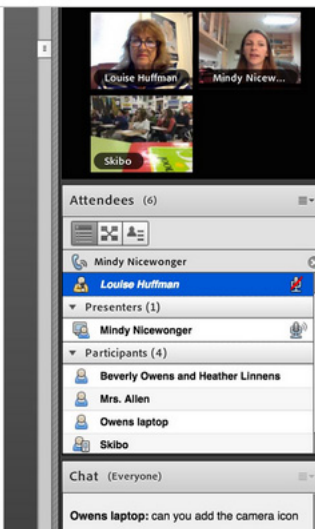 Louise Huffman
Mindy Nicew...
Skibo
Attendees (6)
Mindy Nicewonger
Louise Huffman
Presenters (1)
Mindy Nicewonger
Participants (4)
Beverly Owens and Heather Linnens
Mrs. Allen
Owens laptop
Skibo
Chat (Everyone)
Owens laptop: can you add the camera icon